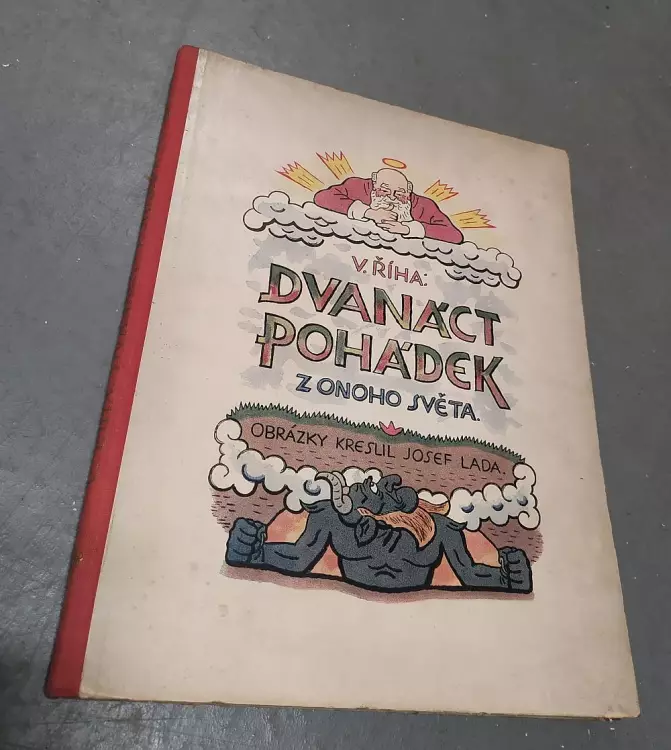 V. ŘÍHA:
DVANÁCT
POHÁDEK
Z ONOHO SVĚTA.
OBRÁZKY KRESLIL JOSEF LADA.